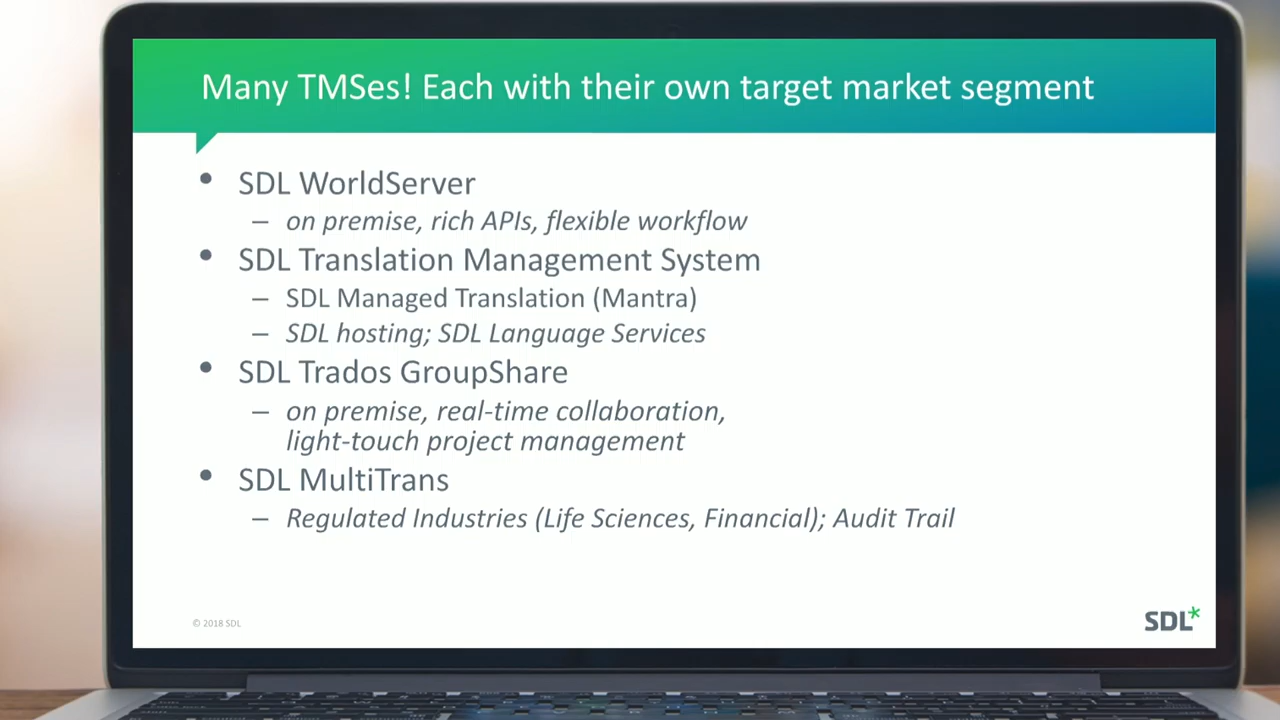 Many TMSes! Each with their own target market segment
• SDL WorldServer
– on premise, rich APIs, flexible workflow
• SDL Translation Management System
– SDL Managed Translation (Mantra)
– SDL hosting; SDL Language Services
• SDL Trados GroupShare
– on premise, real-time collaboration,
light-touch project management
• SDL MultiTrans
– Regulated Industries (Life Sciences, Financial); Audit Trail
© 2018 SDL
SDL*